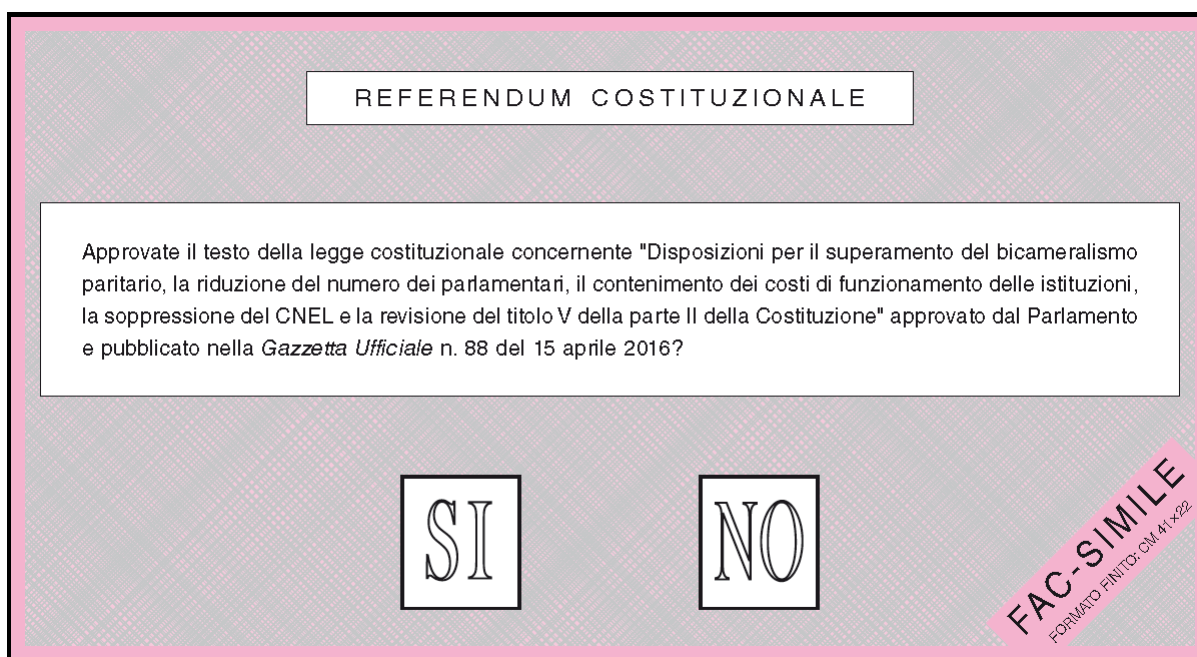 REFERENDUM COSTITUZIONALE
Approvate il testo della legge costituzionale concernente "Disposizioni per il superamento del bicameralismo
paritario, la riduzione del numero dei parlamentari, il contenimento dei costi di funzionamento delle istituzioni,
la soppressione del CNEL e la revisione del titolo V della parte II della Costituzione" approvato dal Parlamento
e pubblicato nella Gazzetta Ufficiale n. 88 del 15 aprile 2016?
SI
NO
FAC-SIMILE
FORMATO FINITO: CM 41×22